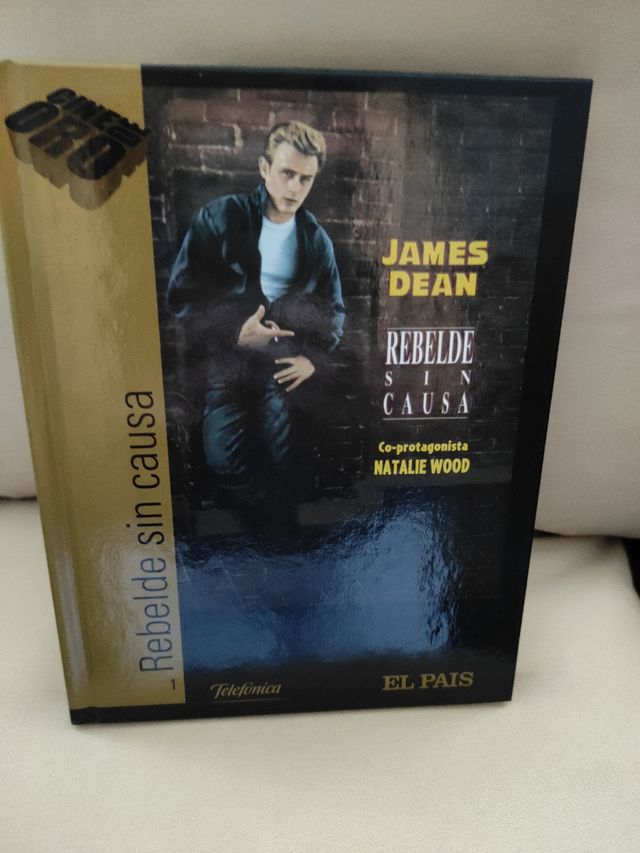 CINE DE
ORO
JAMES
DEAN
REBELDE
SIN
CAUSA
Co-protagonista
NATALIE WOOD
Rebelde sin causa
1
Telefónica
EL PAIS